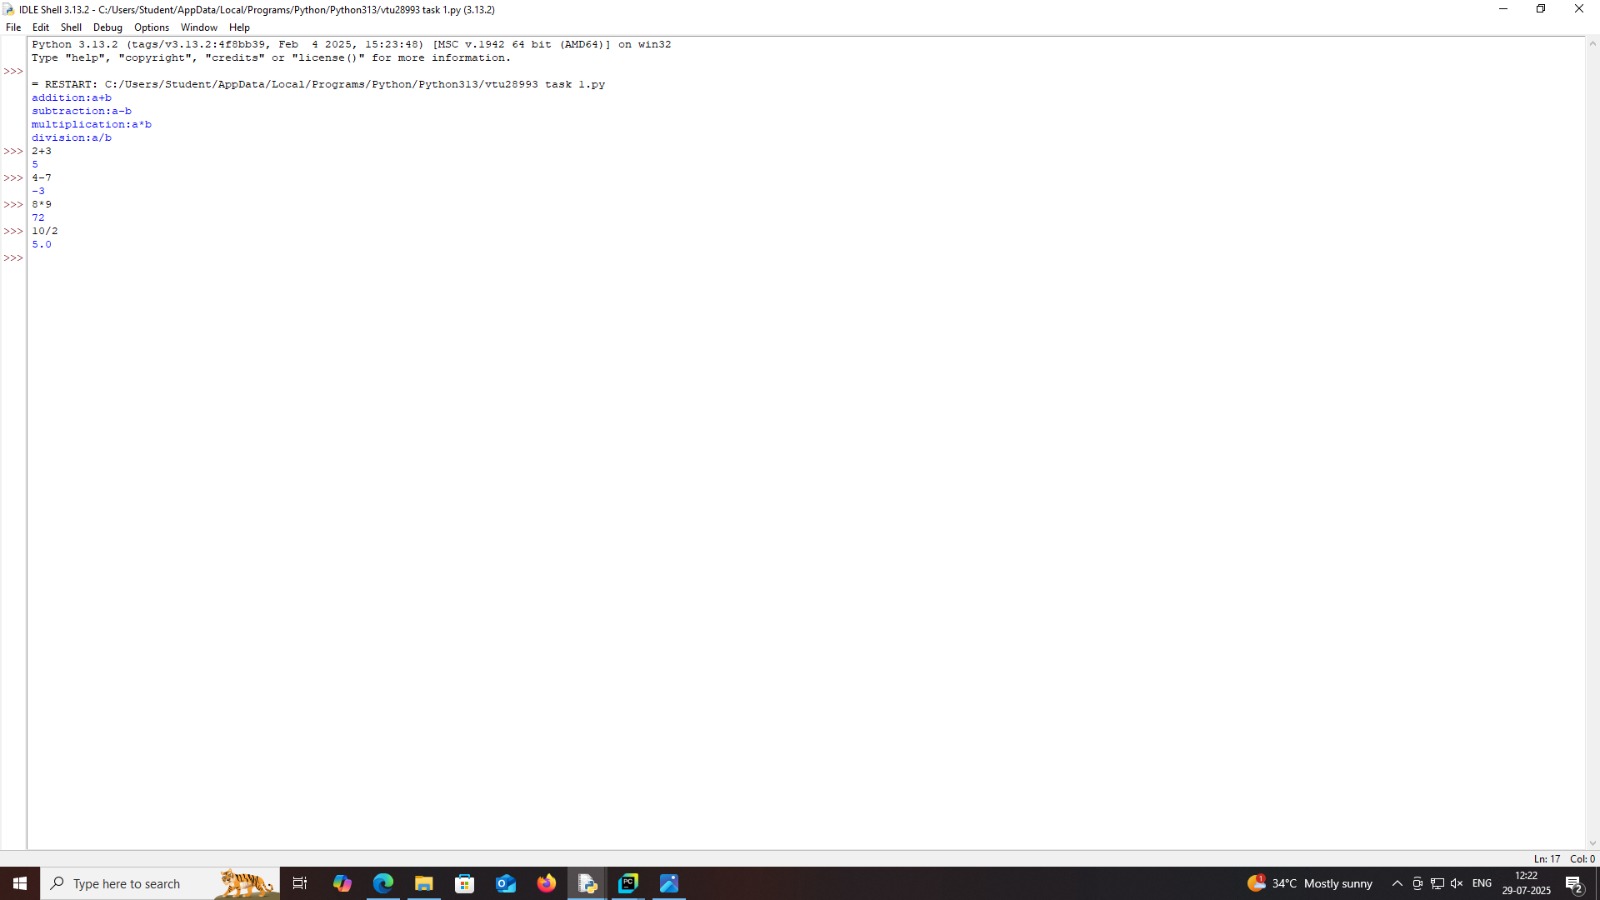 IDLE Shell 3.13.2 - C:/Users/Student/AppData/Local/Programs/Python/Python313/vtu28993 task 1.py (3.13.2)
File Edit Shell Debug Options Window Help
Python 3.13.2 (tags/v3.13.2:4f8bb39, Feb  4 2025, 15:23:48) [MSC v.1942 64 bit (AMD64)] on win32
Type "help", "copyright", "credits" or "license()" for more information.
>>>
= RESTART: C:/Users/Student/AppData/Local/Programs/Python/Python313/vtu28993 task 1.py
addition:a+b
subtraction:a-b
multiplication:a*b
division:a/b
>>> 2+3
5
>>> 4-7
-3
>>> 8*9
72
>>> 10/2
5.0
>>>
Ln: 17 Col: 0
Type here to search
1
34°C Mostly sunny
ENG
12:22
29-07-2025
2